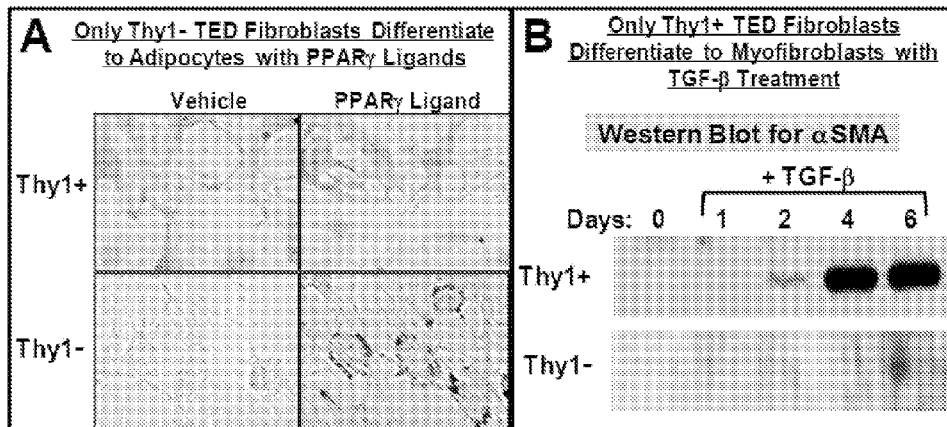 A
Only Thy1- TED Fibroblasts Differentiate
to Adipocytes with PPARγ Ligands
Vehicle
PPARγ Ligand
Thy1+
Thy1-
B
Only Thy1+ TED Fibroblasts
Differentiate to Myofibroblasts with
TGF-β Treatment
Western Blot for αSMA
+ TGF-β
Days: 0 1 2 4 6
Thy1+
Thy1-